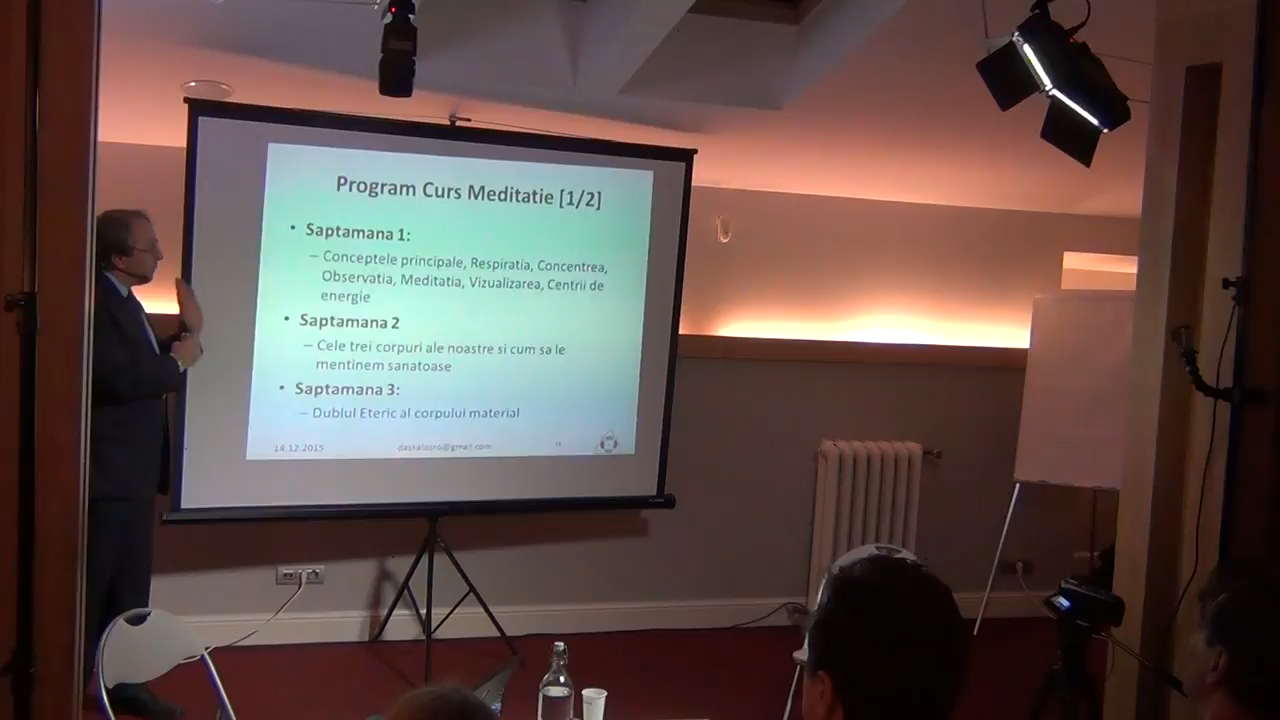 Program Curs Meditatie [1/2]
• Saptamana 1:
– Conceptele principale, Respiratia, Concentrea,
Observatia, Meditatia, Vizualizarea, Centrii de
energie
• Saptamana 2
– Cele trei corpuri ale noastre si cum sa le
mentinem sanatoase
• Saptamana 3:
– Dublul Eteric al corpului material
14.12.2015 daskalosro@gmail.com